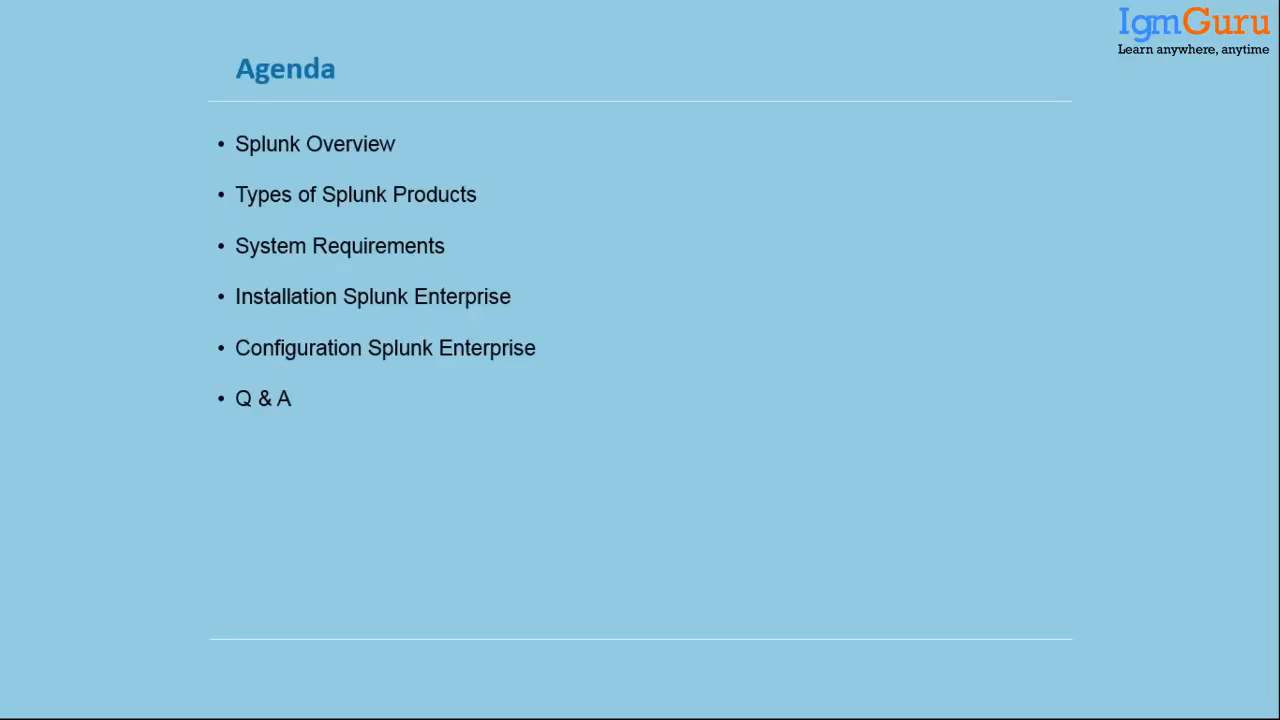 IgmGuru
Learn anywhere, anytime
Agenda
• Splunk Overview
• Types of Splunk Products
• System Requirements
• Installation Splunk Enterprise
• Configuration Splunk Enterprise
• Q & A